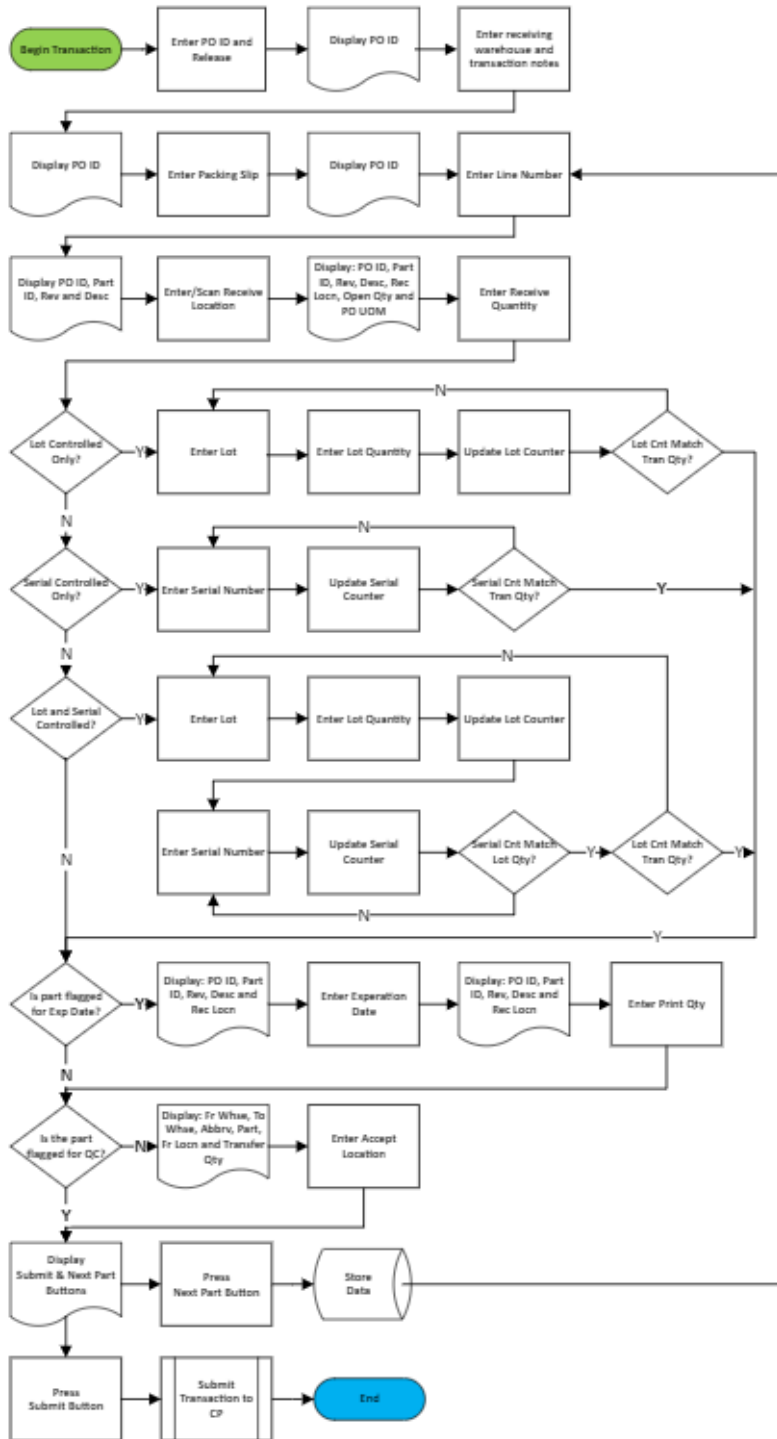 Begin Transaction
Enter PO ID and
Release
Display PO ID
Enter receiving
warehouse and
transaction notes
Display PO ID
Enter Packing Slip
Display PO ID
Enter Line Number
Display PO ID, Part
ID, Rev and Desc
Enter/Scan Receive
Location
Display: PO ID, Part
ID, Rev, Desc, Rec
Locn, Open Qty and
PO UOM
Enter Receive
Quantity
N
Lot Controlled
Only?
Y
Enter Lot
Enter Lot Quantity
Update Lot Counter
Lot Cnt Match
Tran Qty?
N
N
Serial Controlled
Only?
Y
Enter Serial Number
Update Serial
Counter
Serial Cnt Match
Tran Qty?
Y
N
N
Lot and Serial
Controlled?
Y
Enter Lot
Enter Lot Quantity
Update Lot Counter
N
Enter Serial Number
Update Serial
Counter
Serial Cnt Match
Lot Qty?
Y
Lot Cnt Match
Tran Qty?
Y
N
Y
Is part flagged
for Exp Date?
Y
Display: PO ID, Part
ID, Rev, Desc and
Rec Locn
Enter Experation
Date
Display: PO ID, Part
ID, Rev, Desc and
Rec Locn
Enter Print Qty
N
Is the part
flagged for QC?
N
Display: Fr Whse, To
Whse, Abbrv, Part,
Fr Locn and Transfer
Qty
Enter Accept
Location
Y
Display
Submit & Next Part
Buttons
Press
Next Part Button
Store
Data
Press
Submit Button
Submit
Transaction to
CP
End